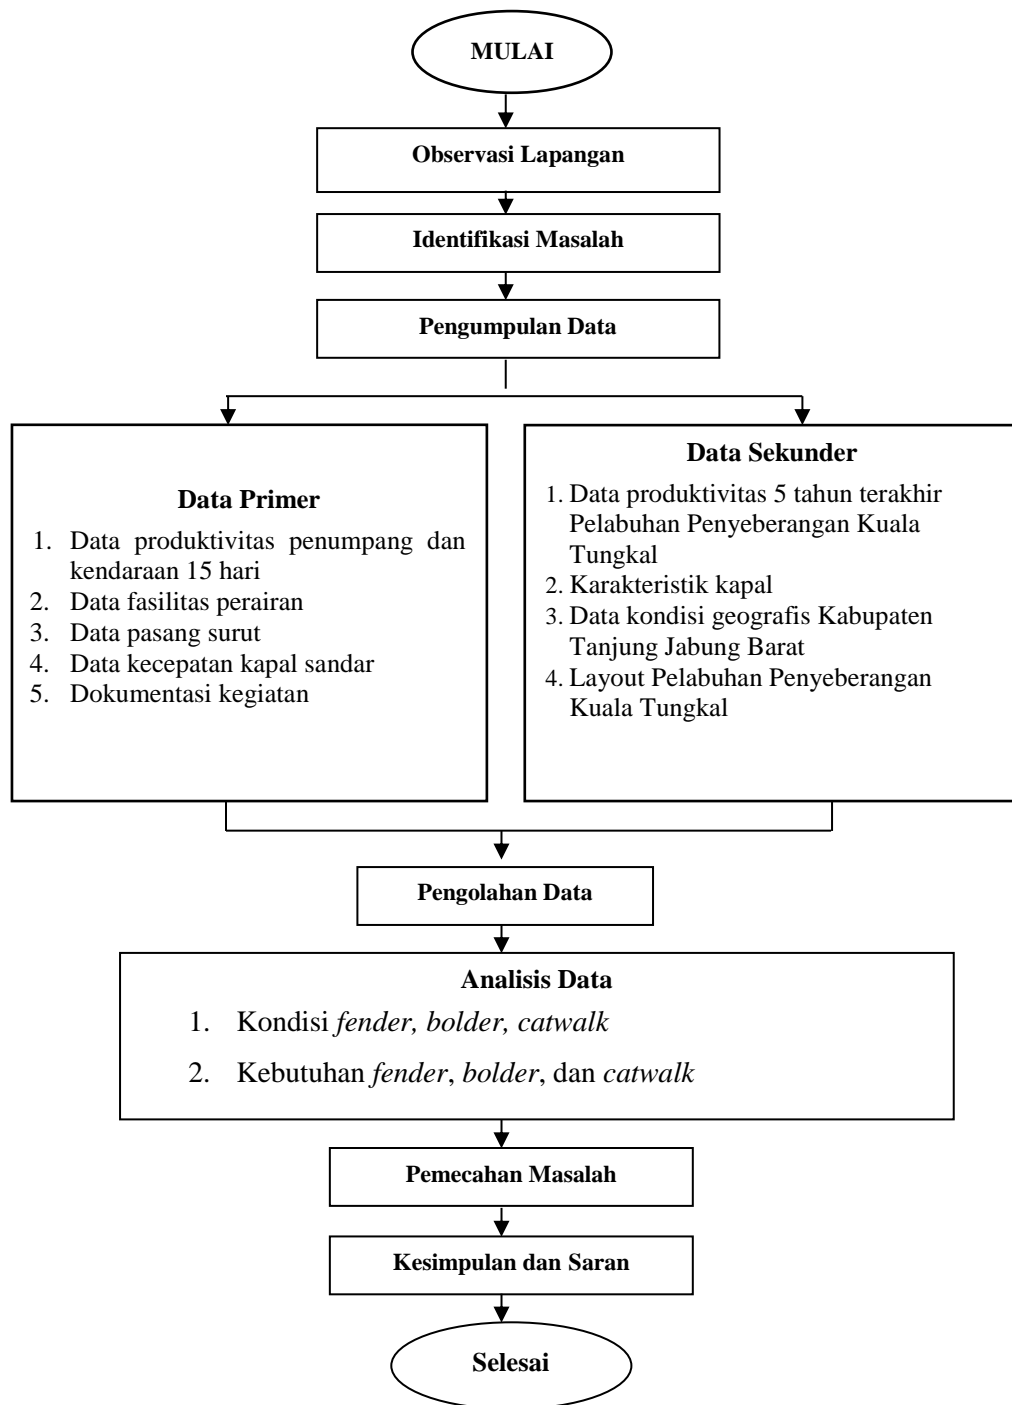 MULAI
Observasi Lapangan
Identifikasi Masalah
Pengumpulan Data
Data Primer
1. Data produktivitas penumpang dan
kendaraan 15 hari
2. Data fasilitas perairan
3. Data pasang surut
4. Data kecepatan kapal sandar
5. Dokumentasi kegiatan
Data Sekunder
1. Data produktivitas 5 tahun terakhir
Pelabuhan Penyeberangan Kuala
Tungkal
2. Karakteristik kapal
3. Data kondisi geografis Kabupaten
Tanjung Jabung Barat
4. Layout Pelabuhan Penyeberangan
Kuala Tungkal
Pengolahan Data
Analisis Data
1. Kondisi fender, bolder, catwalk
2. Kebutuhan fender, bolder, dan catwalk
Pemecahan Masalah
Kesimpulan dan Saran
Selesai